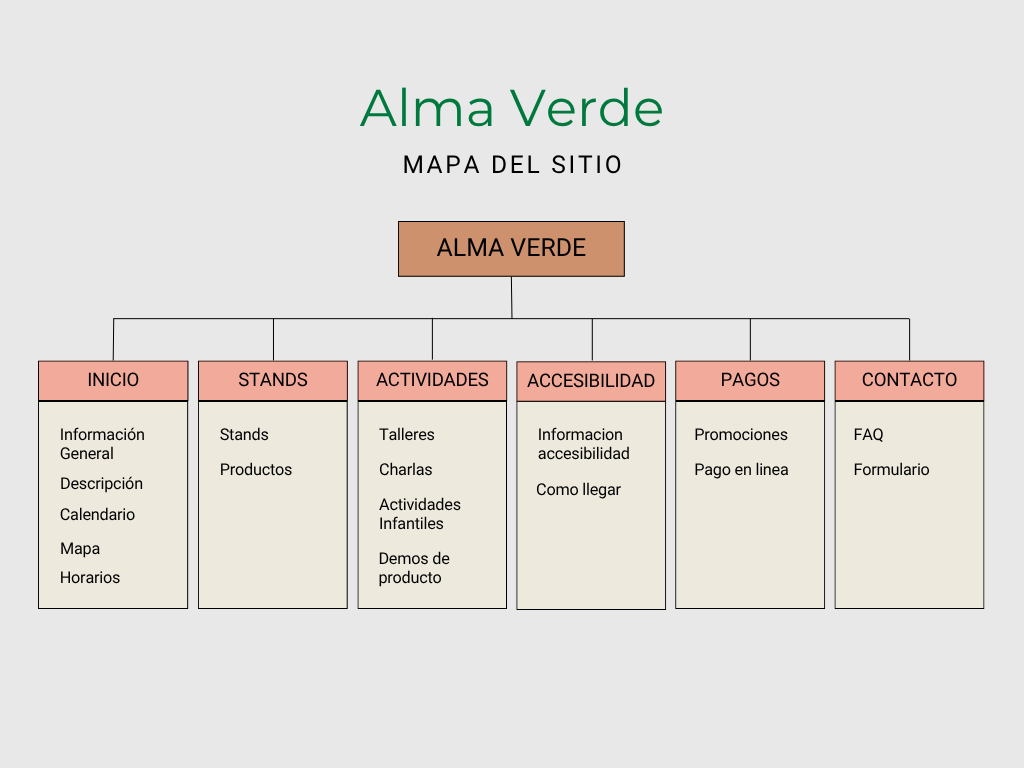 Alma Verde
MAPA DEL SITIO
ALMA VERDE
INICIO
Información
General
Descripción
Calendario
Mapa
Horarios
STANDS
Stands
Productos
ACTIVIDADES
Talleres
Charlas
Actividades
Infantiles
Demos de
producto
ACCESIBILIDAD
Informacion
accesibilidad
Como llegar
PAGOS
Promociones
Pago en linea
CONTACTO
FAQ
Formulario